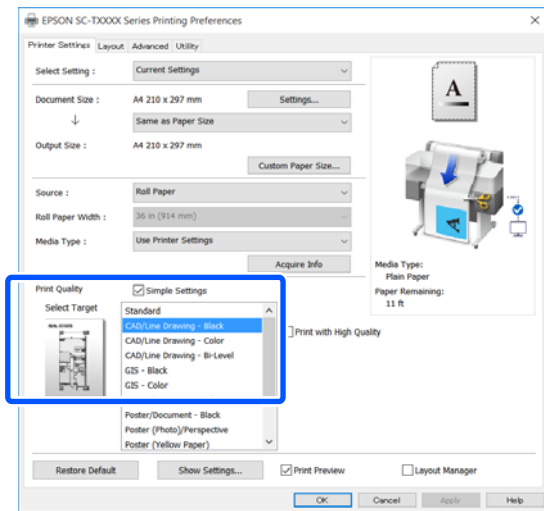 EPSON SC-TXXXX Series Printing Preferences
Printer Settings Layout Advanced Utility
Select Setting : Current Settings
Document Size : A4 210 x 297 mm Settings...
Same as Paper Size
Output Size : A4 210 x 297 mm
Custom Paper Size...
Source : Roll Paper
Roll Paper Width : 36 in (914 mm)
Media Type : Use Printer Settings
Acquire Info
A
Media Type:
Plain Paper
Paper Remaining:
11 ft
Print Quality Simple Settings
Select Target
REAL-ESTATE
Standard
CAD/Line Drawing - Black
CAD/Line Drawing - Color
CAD/Line Drawing - Bi-Level
GIS - Black
GIS - Color
Poster/Document - Black
Poster (Photo)/Perspective
Poster (Yellow Paper)
Print with High Quality
Restore Default Show Settings... Print Preview Layout Manager
OK Cancel Apply Help